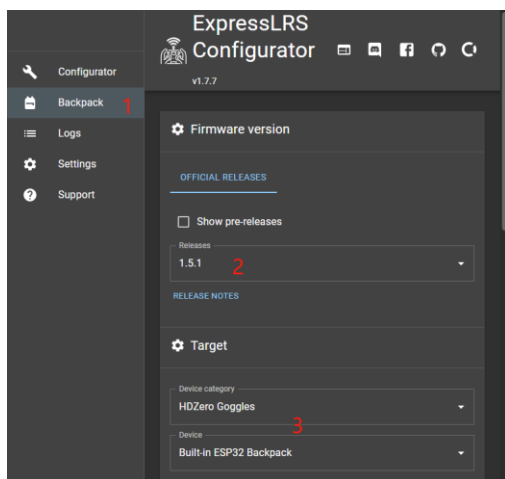 ExpressLRS
Configurator
v1.7.7
Configurator
Backpack 1
Logs
Settings
Support
Firmware version
OFFICIAL RELEASES
Show pre-releases
Releases
1.5.1 2
RELEASE NOTES
Target
Device category
HDZero Goggles
3
Device
Built-in ESP32 Backpack